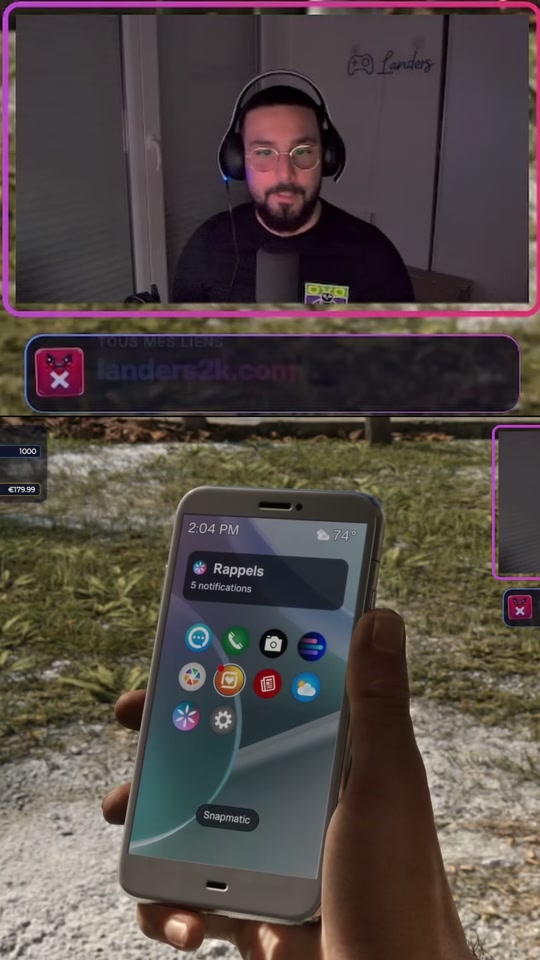 Landers
TOUS MES LIENS
landers2k.com
1000
€179.99
2:04 PM
74°
Rappels
5 notifications
Snapmatic